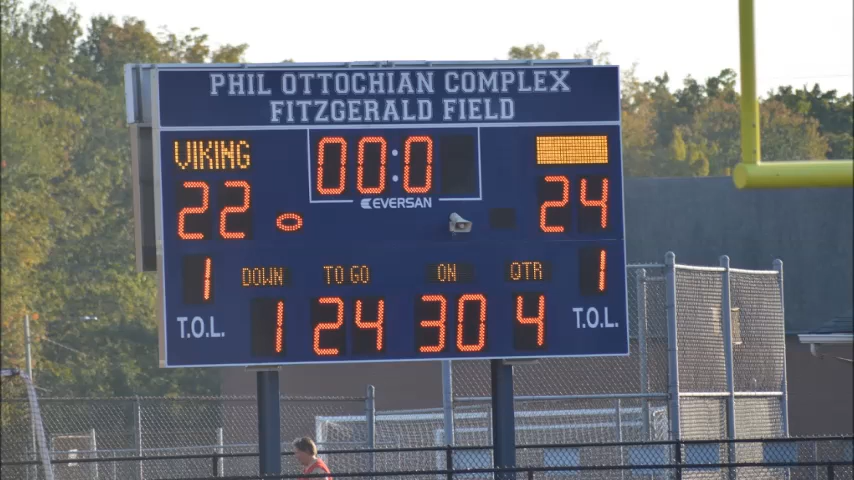 PHIL OTTOCHIAN COMPLEX
FITZGERALD FIELD
VIKING
00:0
EVERSAN
22
24
1
DOWN
TO GO
ON
QTR
1
T.O.L.
1
24
30
4
T.O.L.